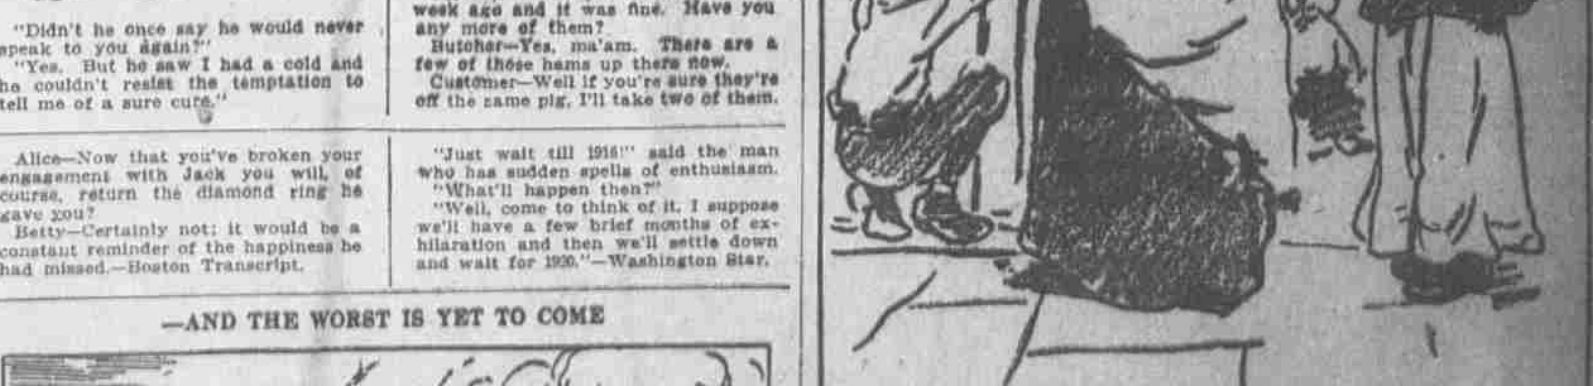 "Didn't he once say he would never
speak to you again?"
"Yes. But he saw I had a cold and
he couldn't resist the temptation to
tell me of a sure cure."
week ago and it was fine. Have you
any more of them?
Butcher—Yes, ma'am. There are a
few of those hams up there now.
Customer—Well if you're sure they're
off the same pig, I'll take two of them.
Alice—Now that you've broken your
engagement with Jack you will, of
course, return the diamond ring he
gave you?
Betty—Certainly not; it would be a
constant reminder of the happiness he
had missed.—Boston Transcript.
"Just wait till 1916!" said the man
who has sudden spells of enthusiasm.
"What'll happen then?"
"Well, come to think of it, I suppose
we'll have a few brief months of ex-
hilaration and then we'll settle down
and wait for 1920."—Washington Star.
—AND THE WORST IS YET TO COME